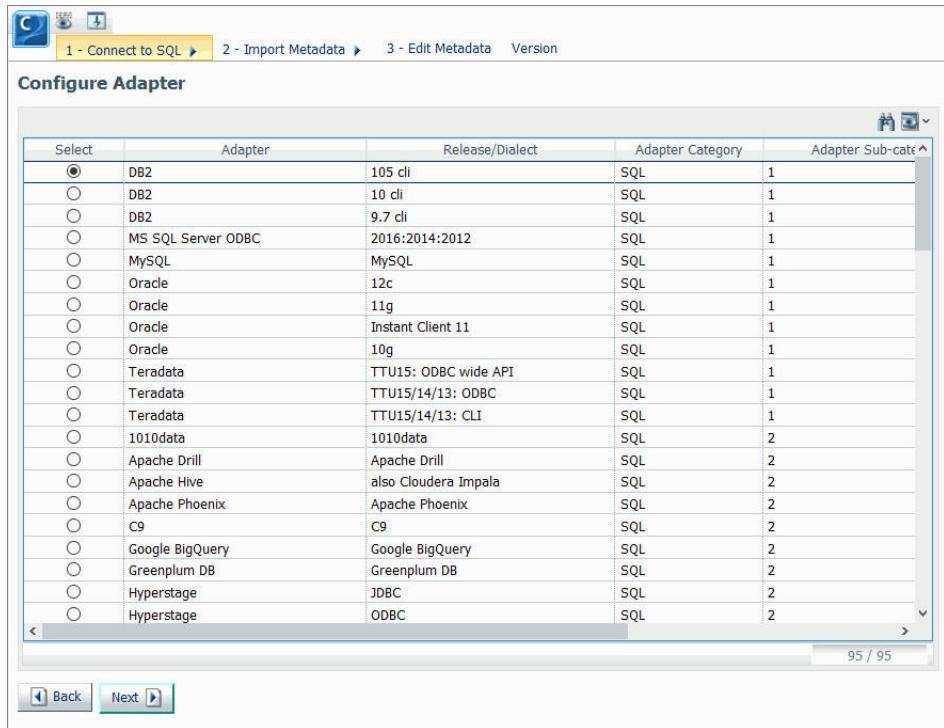 C
1 - Connect to SQL 2 - Import Metadata 3 - Edit Metadata Version
Configure Adapter
Select Adapter Release/Dialect Adapter Category Adapter Sub-cate
DB2 105 cli SQL 1
DB2 10 cli SQL 1
DB2 9.7 cli SQL 1
MS SQL Server ODBC 2016:2014:2012 SQL 1
MySQL MySQL SQL 1
Oracle 12c SQL 1
Oracle 11g SQL 1
Oracle Instant Client 11 SQL 1
Oracle 10g SQL 1
Teradata TTU15: ODBC wide API SQL 1
Teradata TTU15/14/13: ODBC SQL 1
Teradata TTU15/14/13: CLI SQL 1
1010data 1010data SQL 2
Apache Drill Apache Drill SQL 2
Apache Hive also Cloudera Impala SQL 2
Apache Phoenix Apache Phoenix SQL 2
C9 C9 SQL 2
Google BigQuery Google BigQuery SQL 2
Greenplum DB Greenplum DB SQL 2
Hyperstage JDBC SQL 2
Hyperstage ODBC SQL 2
95 / 95
Back Next